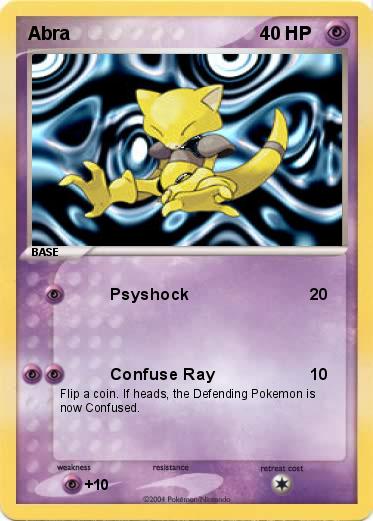 Abra 40 HP
BASE
Psyshock 20
Confuse Ray 10
Flip a coin. If heads, the Defending Pokemon is
now Confused.
weakness resistance retreat cost
+10
©2004 Pokémon/Nintendo